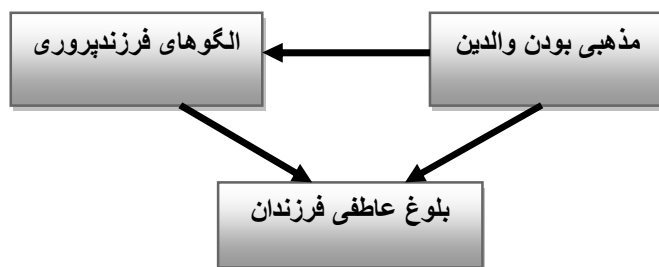 مذهبی بودن والدین
الگوهای فرزندپروری
بلوغ عاطفی فرزندان